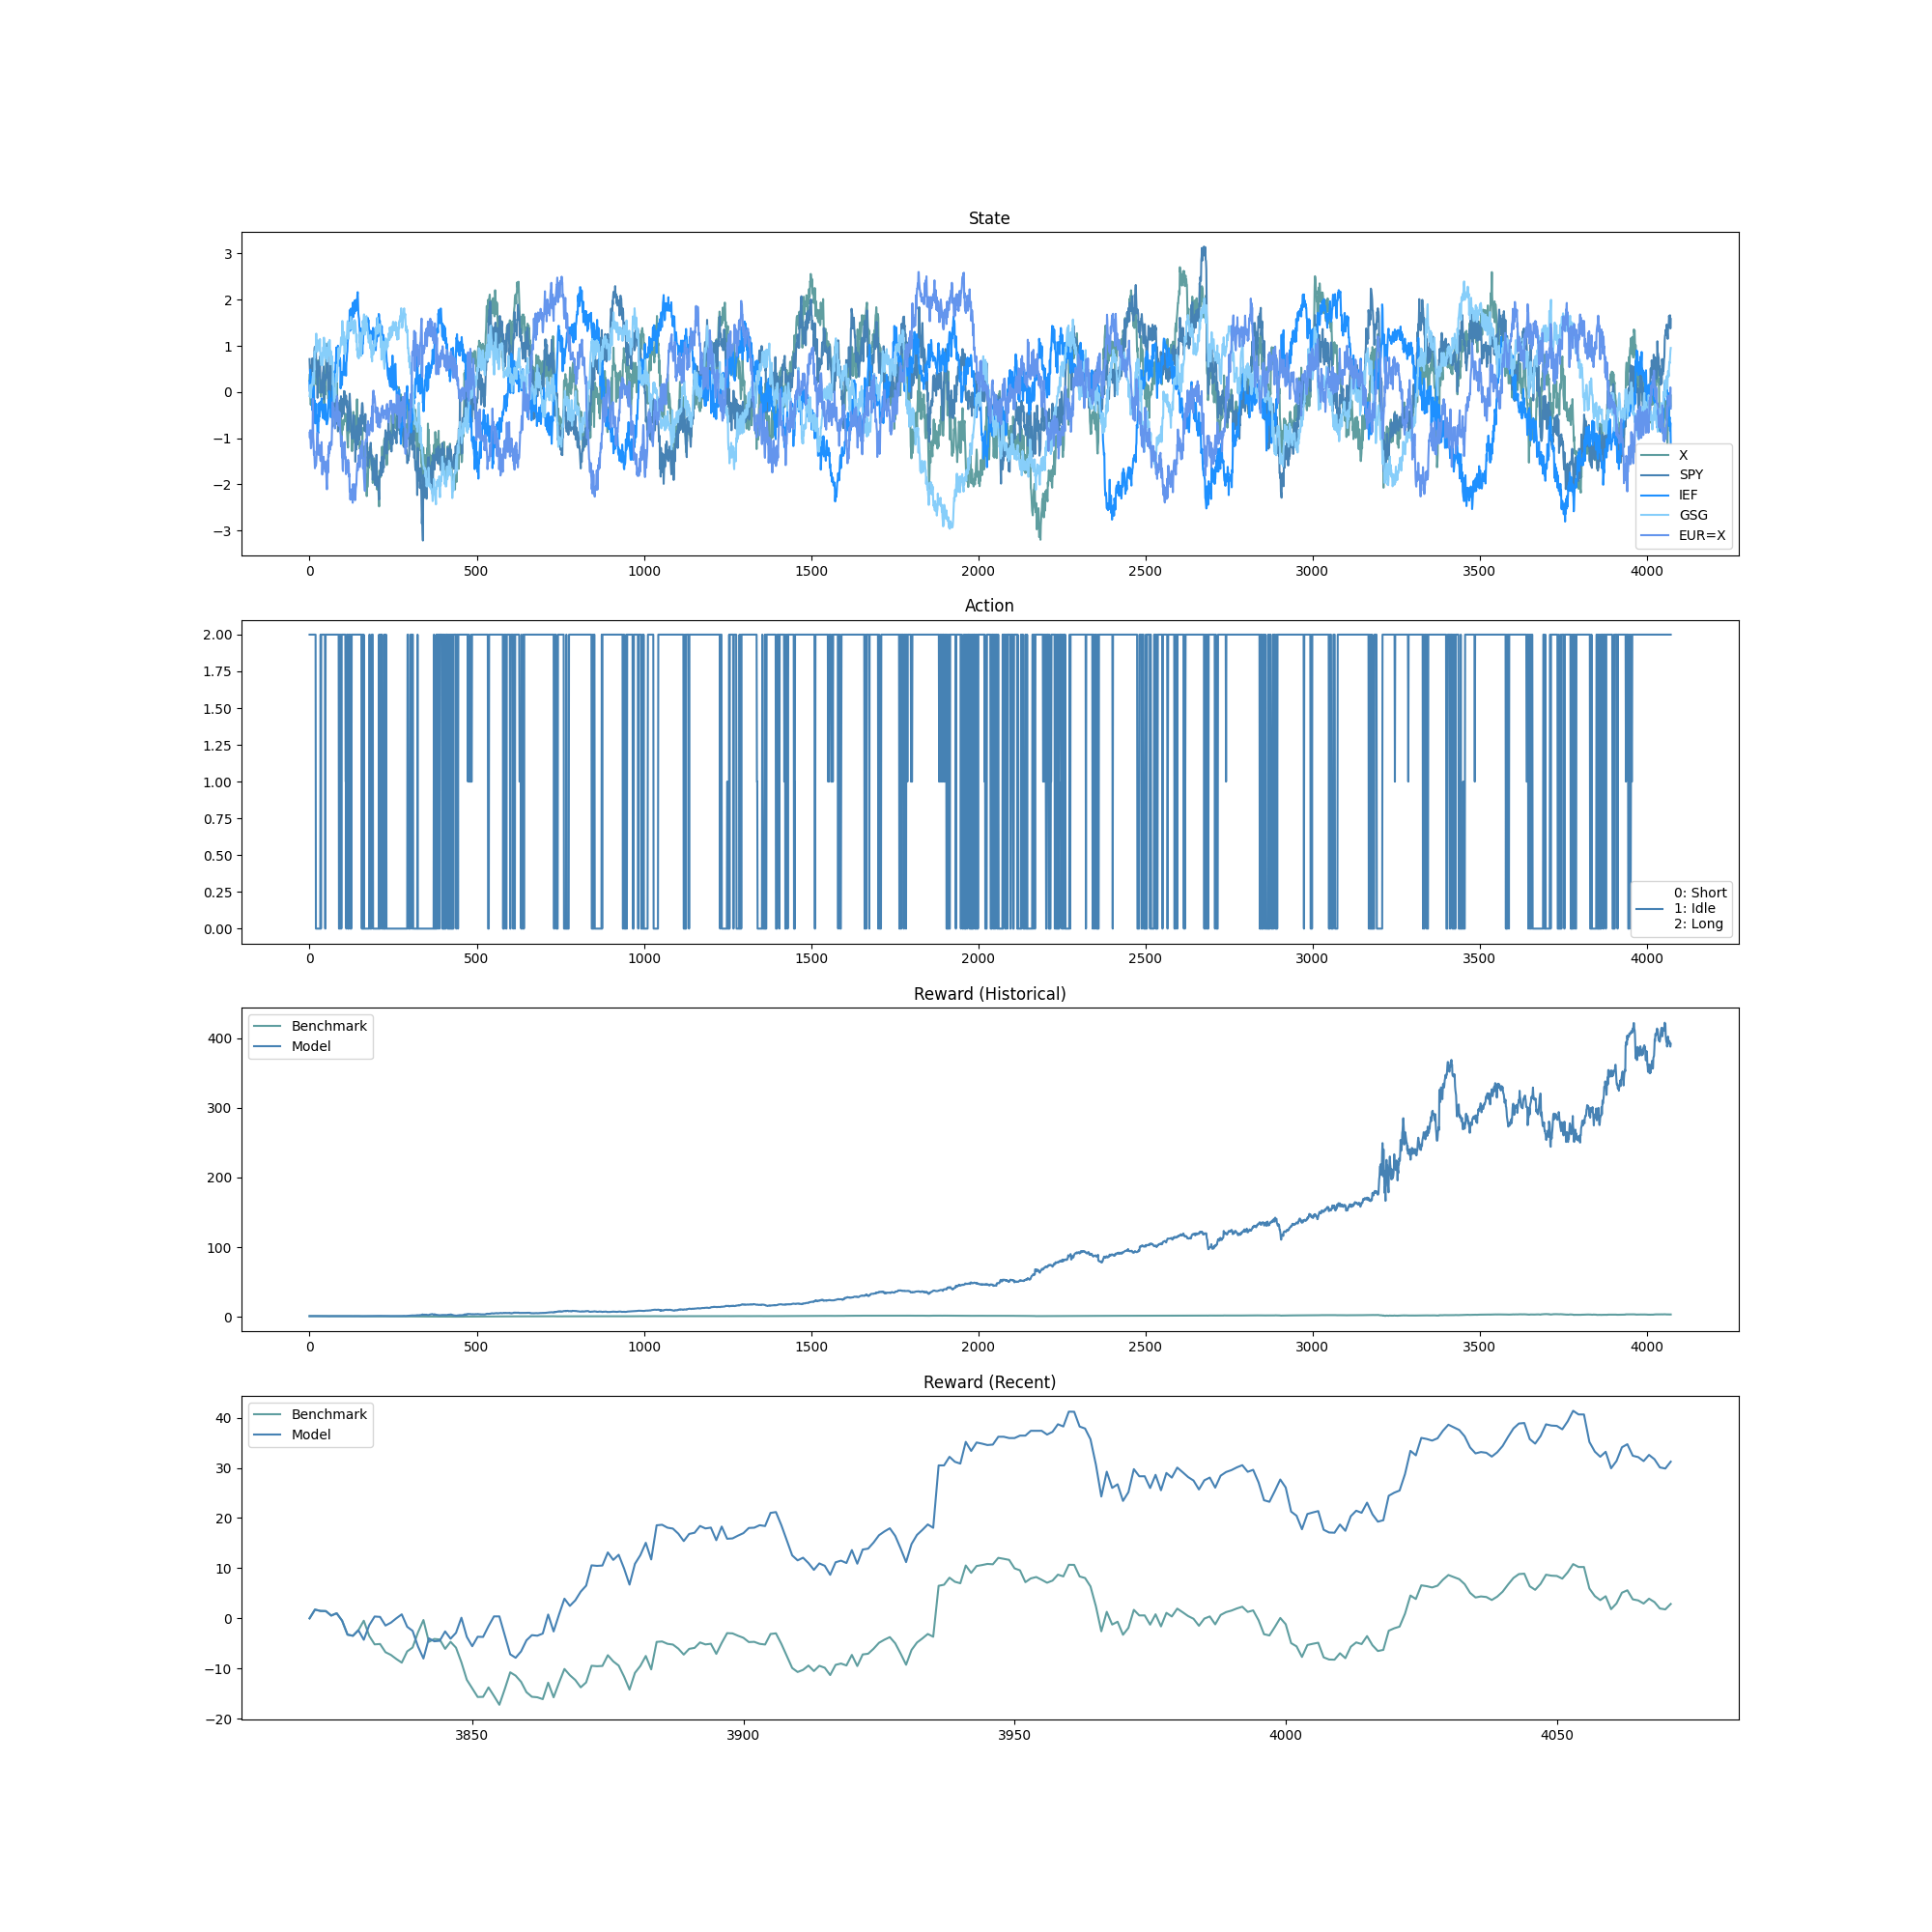 State
3
2
1
0
−1
−2
−3
X
SPY
IEF
GSG
EUR=X
0 500 1000 1500 2000 2500 3000 3500 4000
Action
2.00
1.75
1.50
1.25
1.00
0.75
0.50
0.25
0.00
0: Short
1: Idle
2: Long
0 500 1000 1500 2000 2500 3000 3500 4000
Reward (Historical)
Benchmark
Model
400
300
200
100
0
0 500 1000 1500 2000 2500 3000 3500 4000
Reward (Recent)
Benchmark
Model
40
30
20
10
0
−10
−20
3850 3900 3950 4000 4050